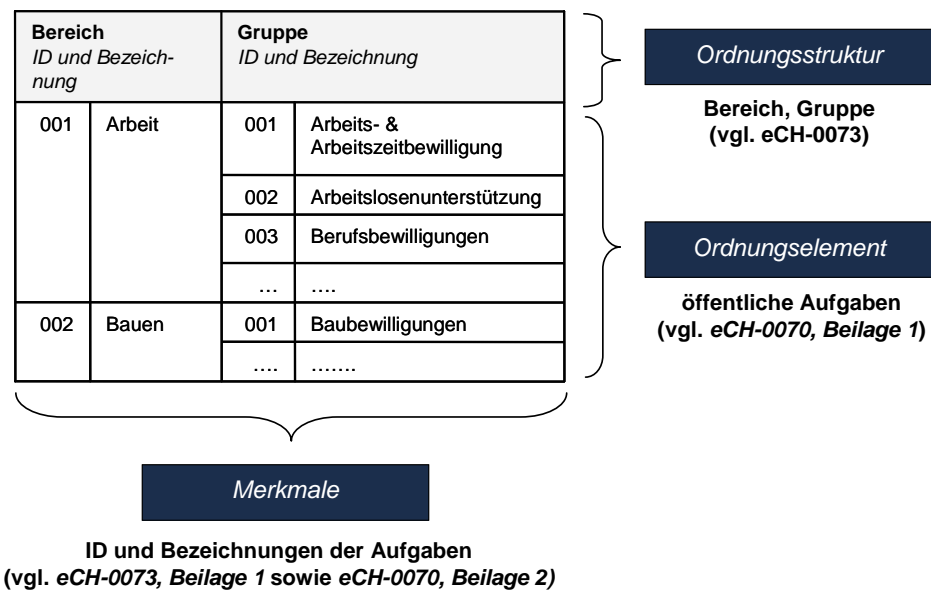 Bereich
ID und Bezeich-
nung
Gruppe
ID und Bezeichnung
001 Arbeit 001 Arbeits- &
Arbeitszeitbewilligung
002 Arbeitslosenunterstützung
003 Berufsbewilligungen
… ….
002 Bauen 001 Baubewilligungen
…. …….
Ordnungsstruktur
Bereich, Gruppe
(vgl. eCH-0073)
Ordnungselement
öffentliche Aufgaben
(vgl. eCH-0070, Beilage 1)
Merkmale
ID und Bezeichnungen der Aufgaben
(vgl. eCH-0073, Beilage 1 sowie eCH-0070, Beilage 2)